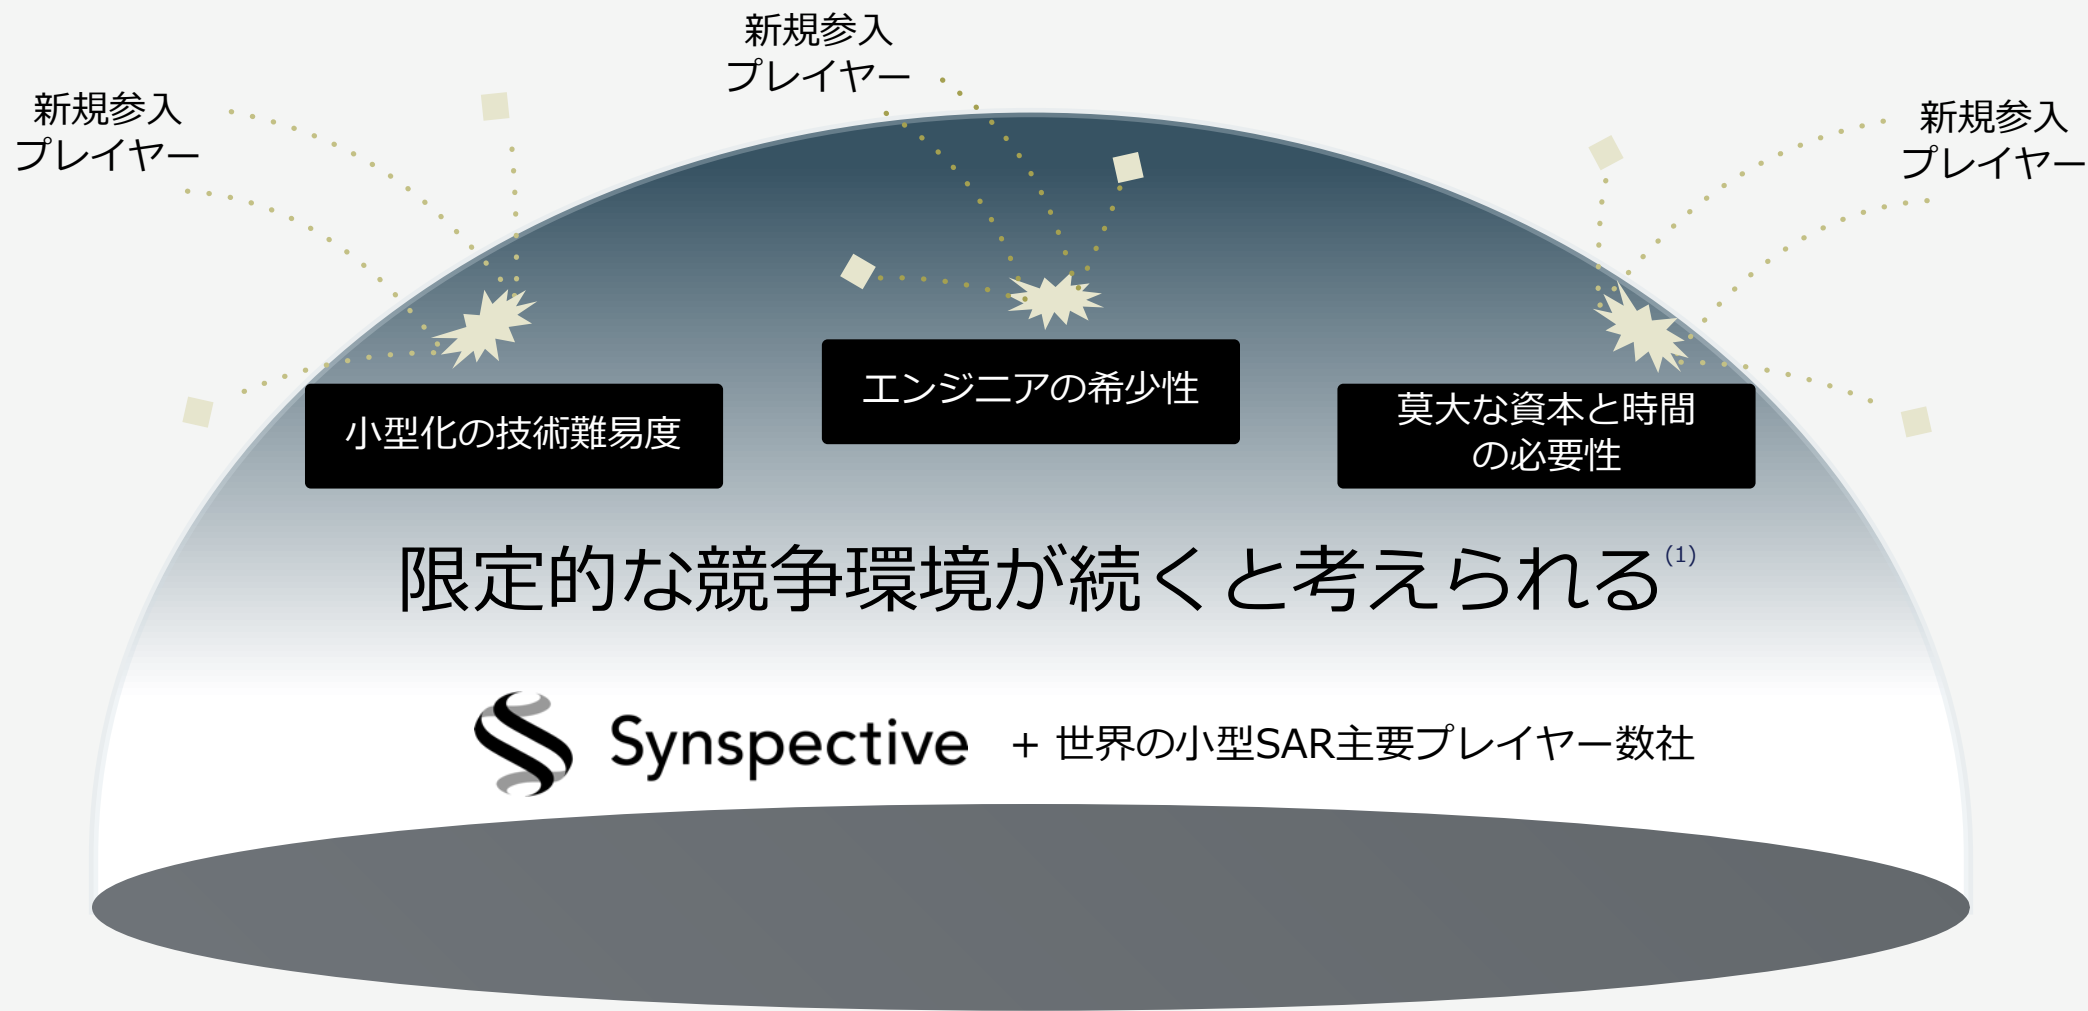 新規参入
プレイヤー
新規参入
プレイヤー
新規参入
プレイヤー
小型化の技術難易度
エンジニアの希少性
莫大な資本と時間
の必要性
限定的な競争環境が続くと考えられる(1)
Synspective + 世界の小型SAR主要プレイヤー数社